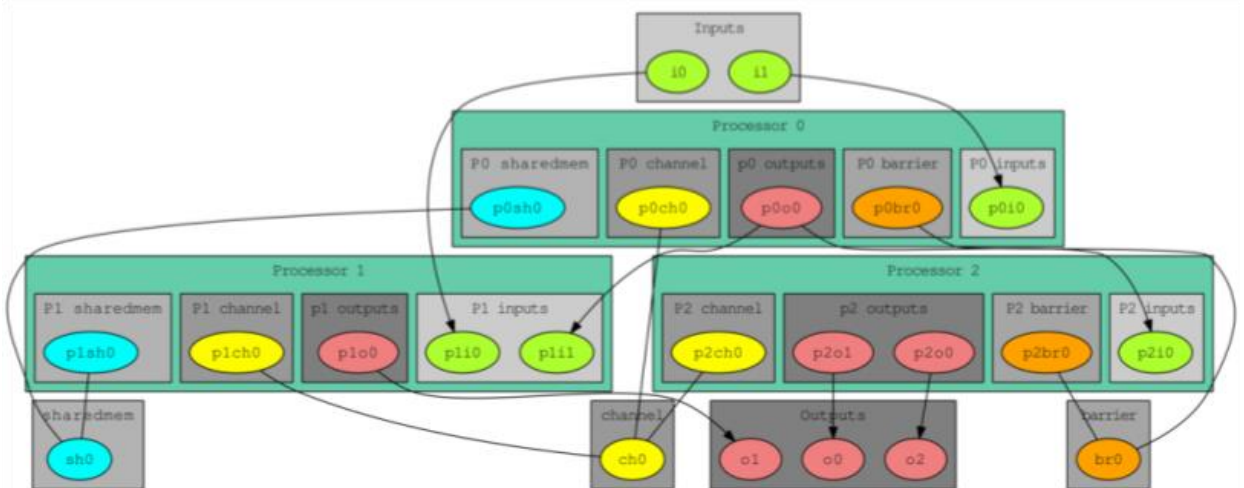 Inputs
i0 i1
Processor 0
P0 sharedmem P0 channel p0 outputs P0 barrier P0 inputs
p0sh0 p0ch0 p0o0 p0br0 p0i0
Processor 1 Processor 2
P1 sharedmem P1 channel p1 outputs P1 inputs P2 channel p2 outputs P2 barrier P2 inputs
p1sh0 p1ch0 p1o0 p1i0 p1i1 p2ch0 p2o1 p2o0 p2br0 p2i0
sharedmem channel Outputs barrier
sh0 ch0 o1 o0 o2 br0